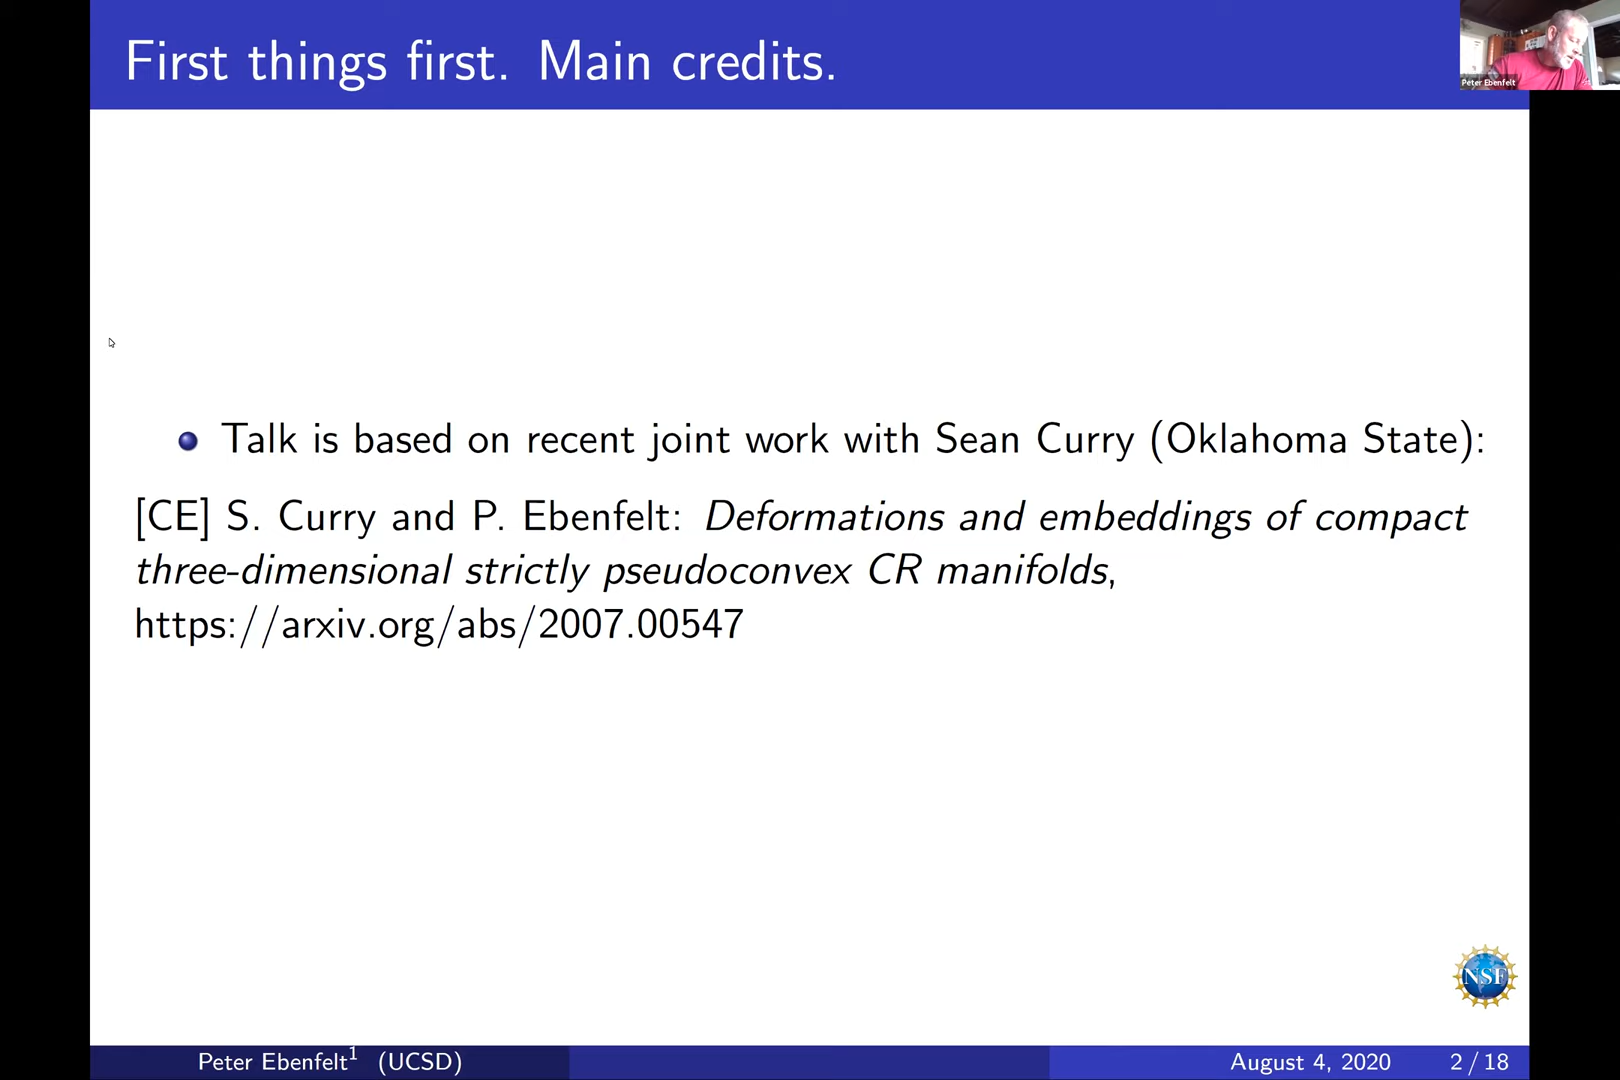 First things first. Main credits.
Peter Ebenfelt
Talk is based on recent joint work with Sean Curry (Oklahoma State):
[CE] S. Curry and P. Ebenfelt: Deformations and embeddings of compact
three-dimensional strictly pseudoconvex CR manifolds,
https://arxiv.org/abs/2007.00547
NSF
Peter Ebenfelt¹ (UCSD)
August 4, 2020
2 / 18